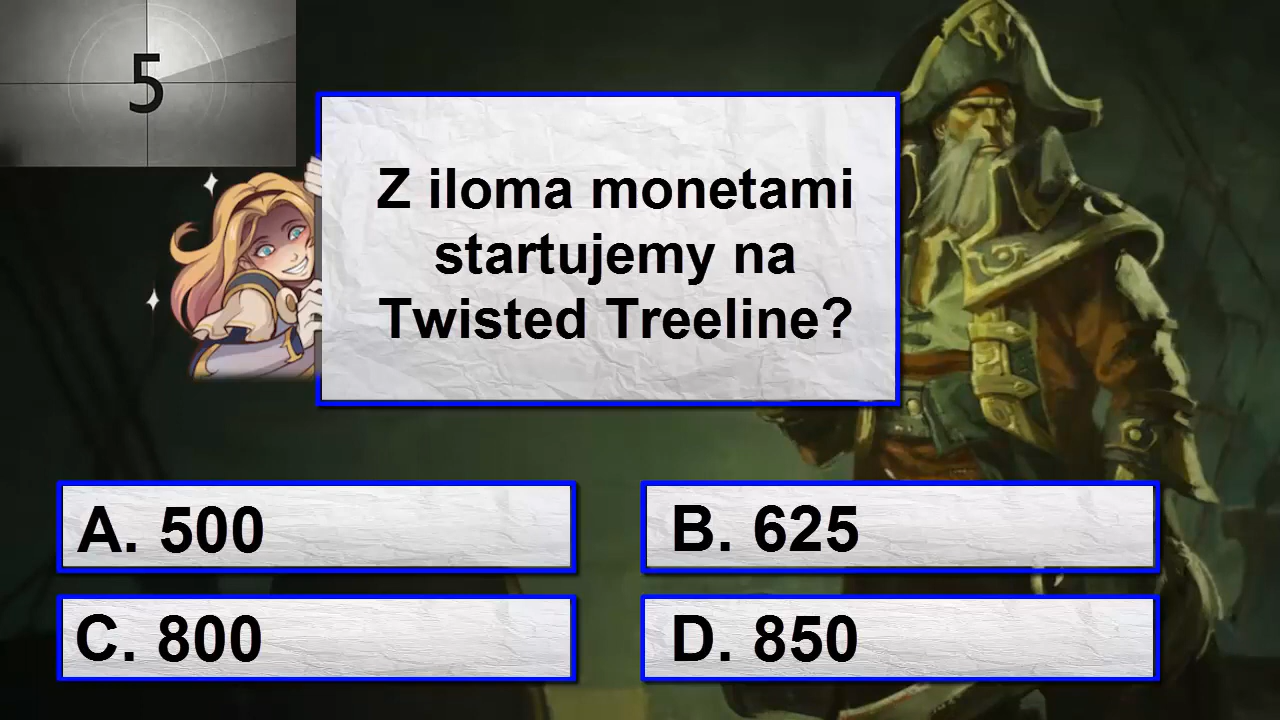 5
Z iloma monetami
startujemy na
Twisted Treeline?
A. 500
B. 625
C. 800
D. 850